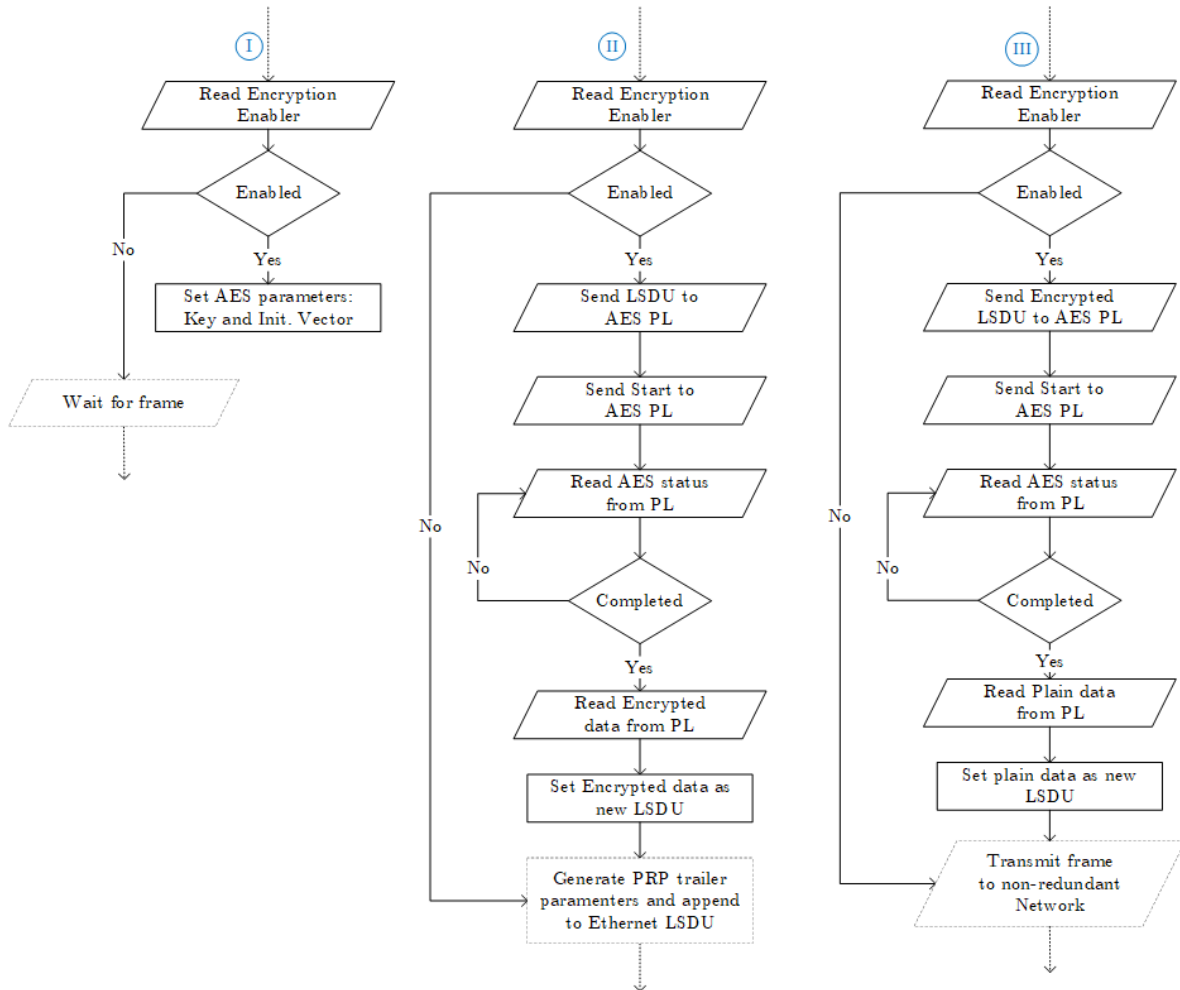 I
Read Encryption
Enabler
Enabled
No
Yes
Set AES parameters:
Key and Init. Vector
Wait for frame
II
Read Encryption
Enabler
Enabled
Yes
Send LSDU to
AES PL
Send Start to
AES PL
Read AES status
from PL
No
No
Completed
Yes
Read Encrypted
data from PL
Set Encrypted data as
new LSDU
Generate PRP trailer
paramenters and append
to Ethernet LSDU
III
Read Encryption
Enabler
Enabled
Yes
Send Encrypted
LSDU to AES PL
Send Start to
AES PL
Read AES status
from PL
No
No
Completed
Yes
Read Plain data
from PL
Set plain data as new
LSDU
Transmit frame
to non-redundant
Network